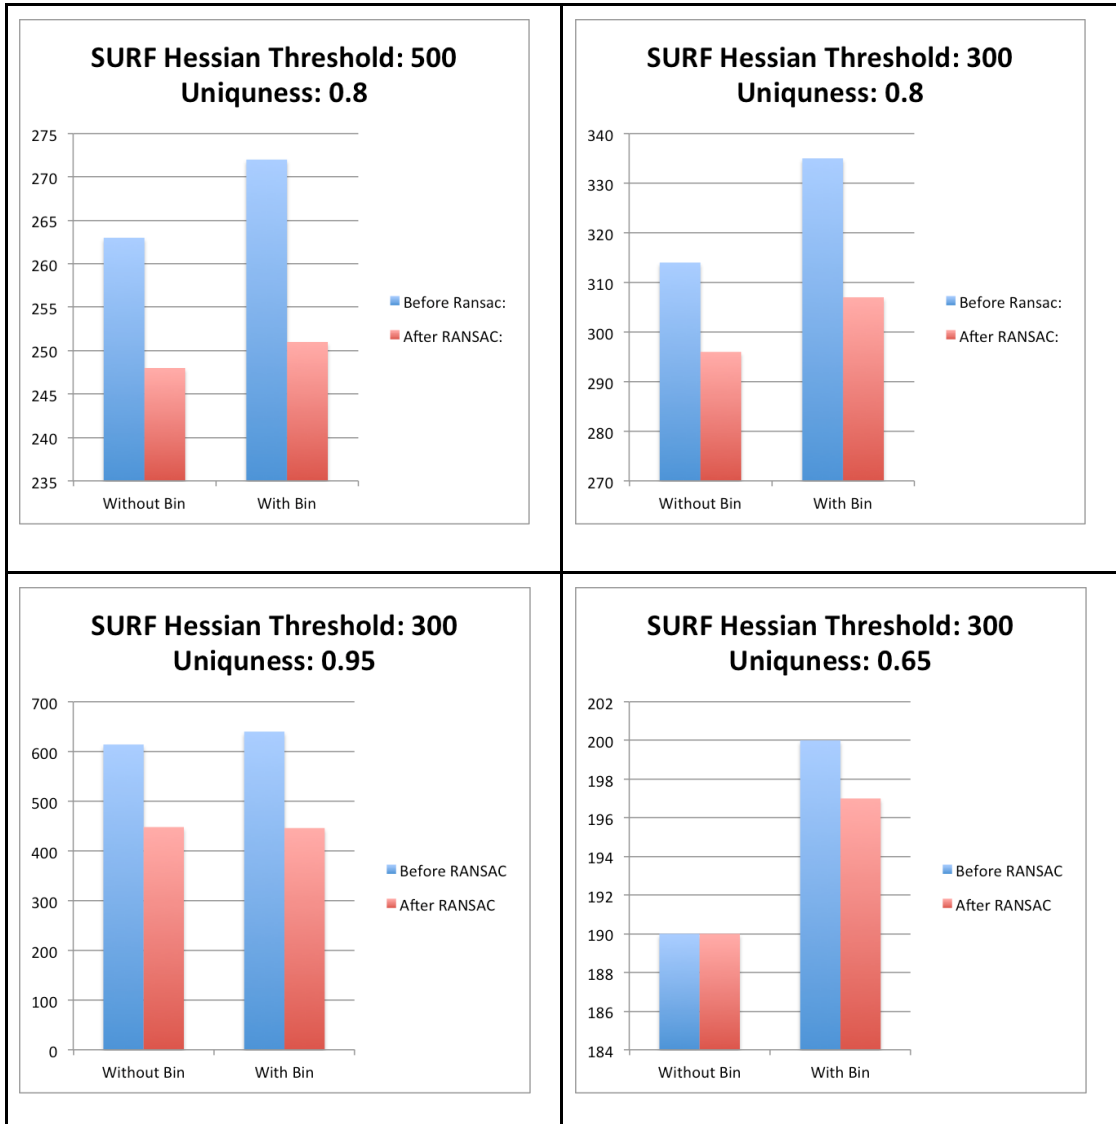 SURF Hessian Threshold: 500
Uniquness: 0.8
275
270
265
260
255
250
245
240
235
Without Bin
With Bin
Before Ransac:
After RANSAC:
SURF Hessian Threshold: 300
Uniquness: 0.8
340
330
320
310
300
290
280
270
Without Bin
With Bin
Before Ransac:
After RANSAC:
SURF Hessian Threshold: 300
Uniquness: 0.95
700
600
500
400
300
200
100
0
Without Bin
With Bin
Before RANSAC
After RANSAC
SURF Hessian Threshold: 300
Uniquness: 0.65
202
200
198
196
194
192
190
188
186
184
Without Bin
With Bin
Before RANSAC
After RANSAC